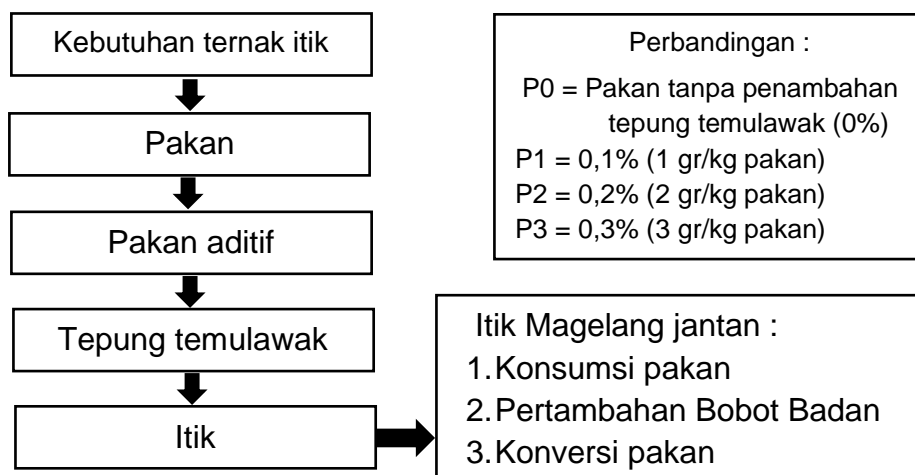 Kebutuhan ternak itik
Pakan
Pakan aditif
Tepung temulawak
Itik
Perbandingan :
P0 = Pakan tanpa penambahan
tepung temulawak (0%)
P1 = 0,1% (1 gr/kg pakan)
P2 = 0,2% (2 gr/kg pakan)
P3 = 0,3% (3 gr/kg pakan)
Itik Magelang jantan :
1.Konsumsi pakan
2.Pertambahan Bobot Badan
3.Konversi pakan